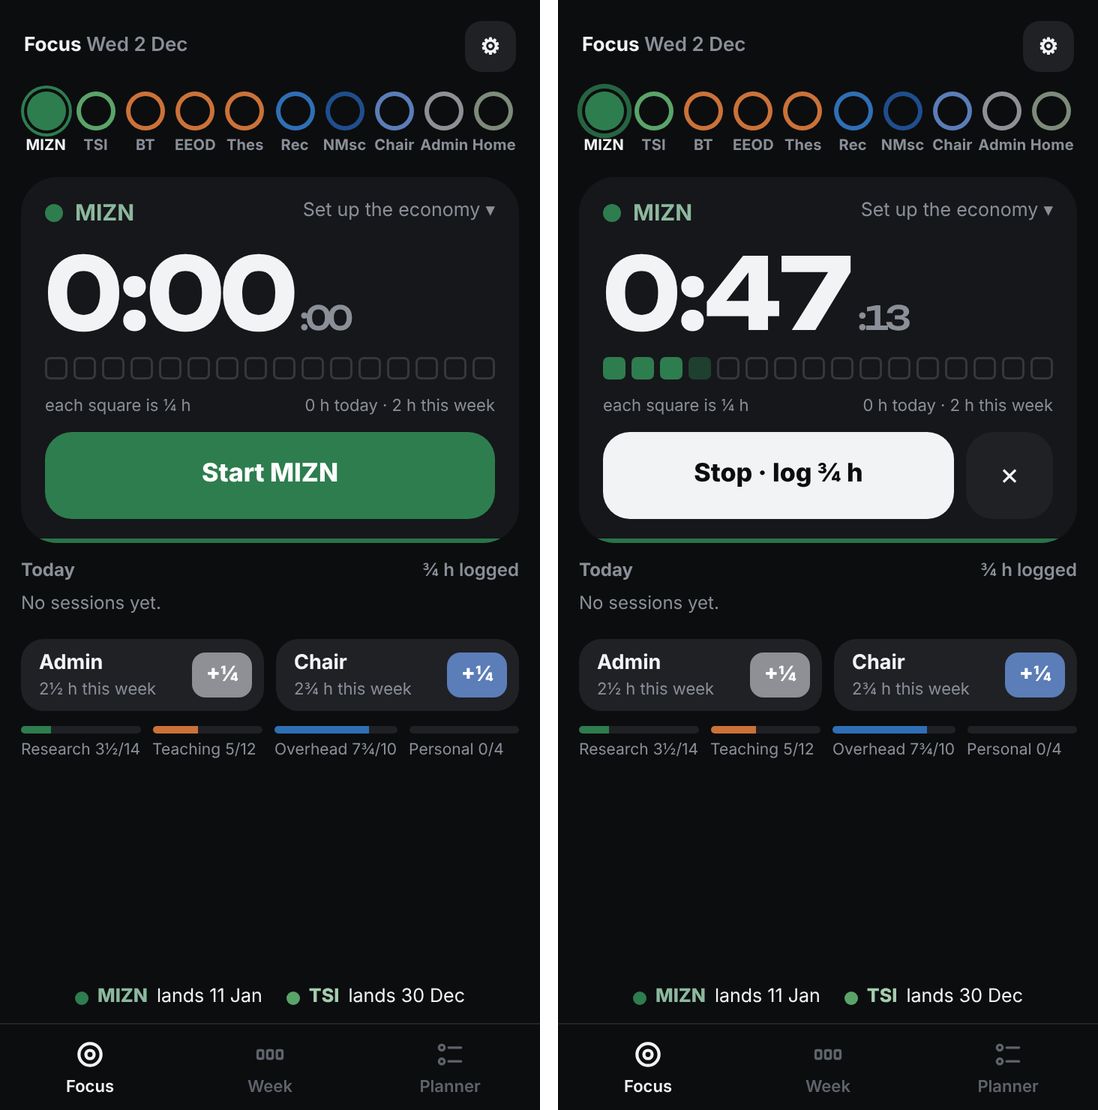 Focus Wed 2 Dec
MIZN TSI BT EEOD Thes Rec NMsc Chair Admin Home
MIZN Set up the economy ▾
0:00 :00
each square is ¼ h 0 h today · 2 h this week
Start MIZN
Today ¾ h logged
No sessions yet.
Admin
2½ h this week
+¼
Chair
2¾ h this week
+¼
Research 3½/14 Teaching 5/12 Overhead 7¾/10 Personal 0/4
MIZN lands 11 Jan TSI lands 30 Dec
Focus Week Planner
Focus Wed 2 Dec
MIZN TSI BT EEOD Thes Rec NMsc Chair Admin Home
MIZN Set up the economy ▾
0:47 :13
each square is ¼ h 0 h today · 2 h this week
Stop · log ¾ h ×
Today ¾ h logged
No sessions yet.
Admin
2½ h this week
+¼
Chair
2¾ h this week
+¼
Research 3½/14 Teaching 5/12 Overhead 7¾/10 Personal 0/4
MIZN lands 11 Jan TSI lands 30 Dec
Focus Week Planner